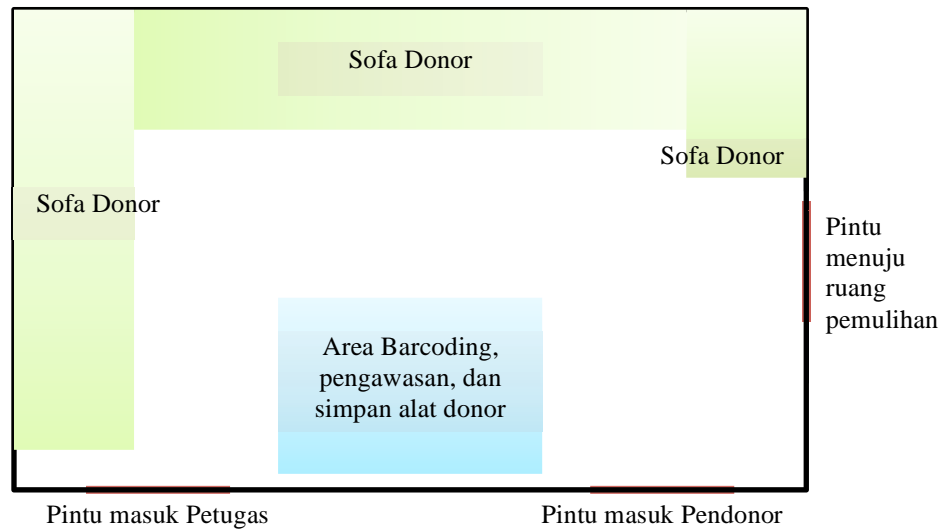 Sofa Donor
Sofa Donor
Sofa Donor
Pintu
menuju
ruang
pemulihan
Area Barcoding,
pengawasan, dan
simpan alat donor
Pintu masuk Petugas
Pintu masuk Pendonor